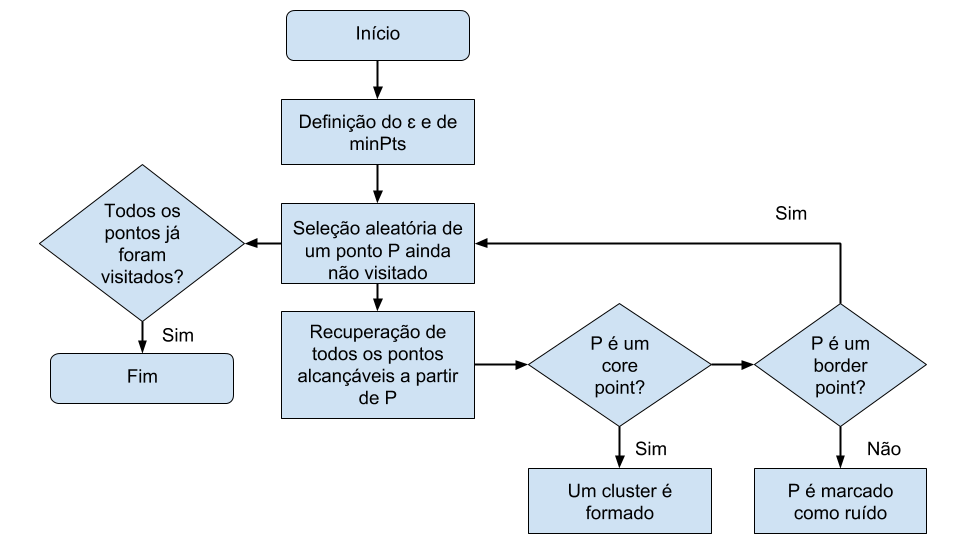 Início
Definição do ε e de
minPts
Todos os
pontos já
foram
visitados?
Seleção aleatória de
um ponto P ainda
não visitado
Sim
Sim
Fim
Recuperação de
todos os pontos
alcançáveis a partir
de P
P é um
core
point?
P é um
border
point?
Sim
Não
Um cluster é
formado
P é marcado
como ruído